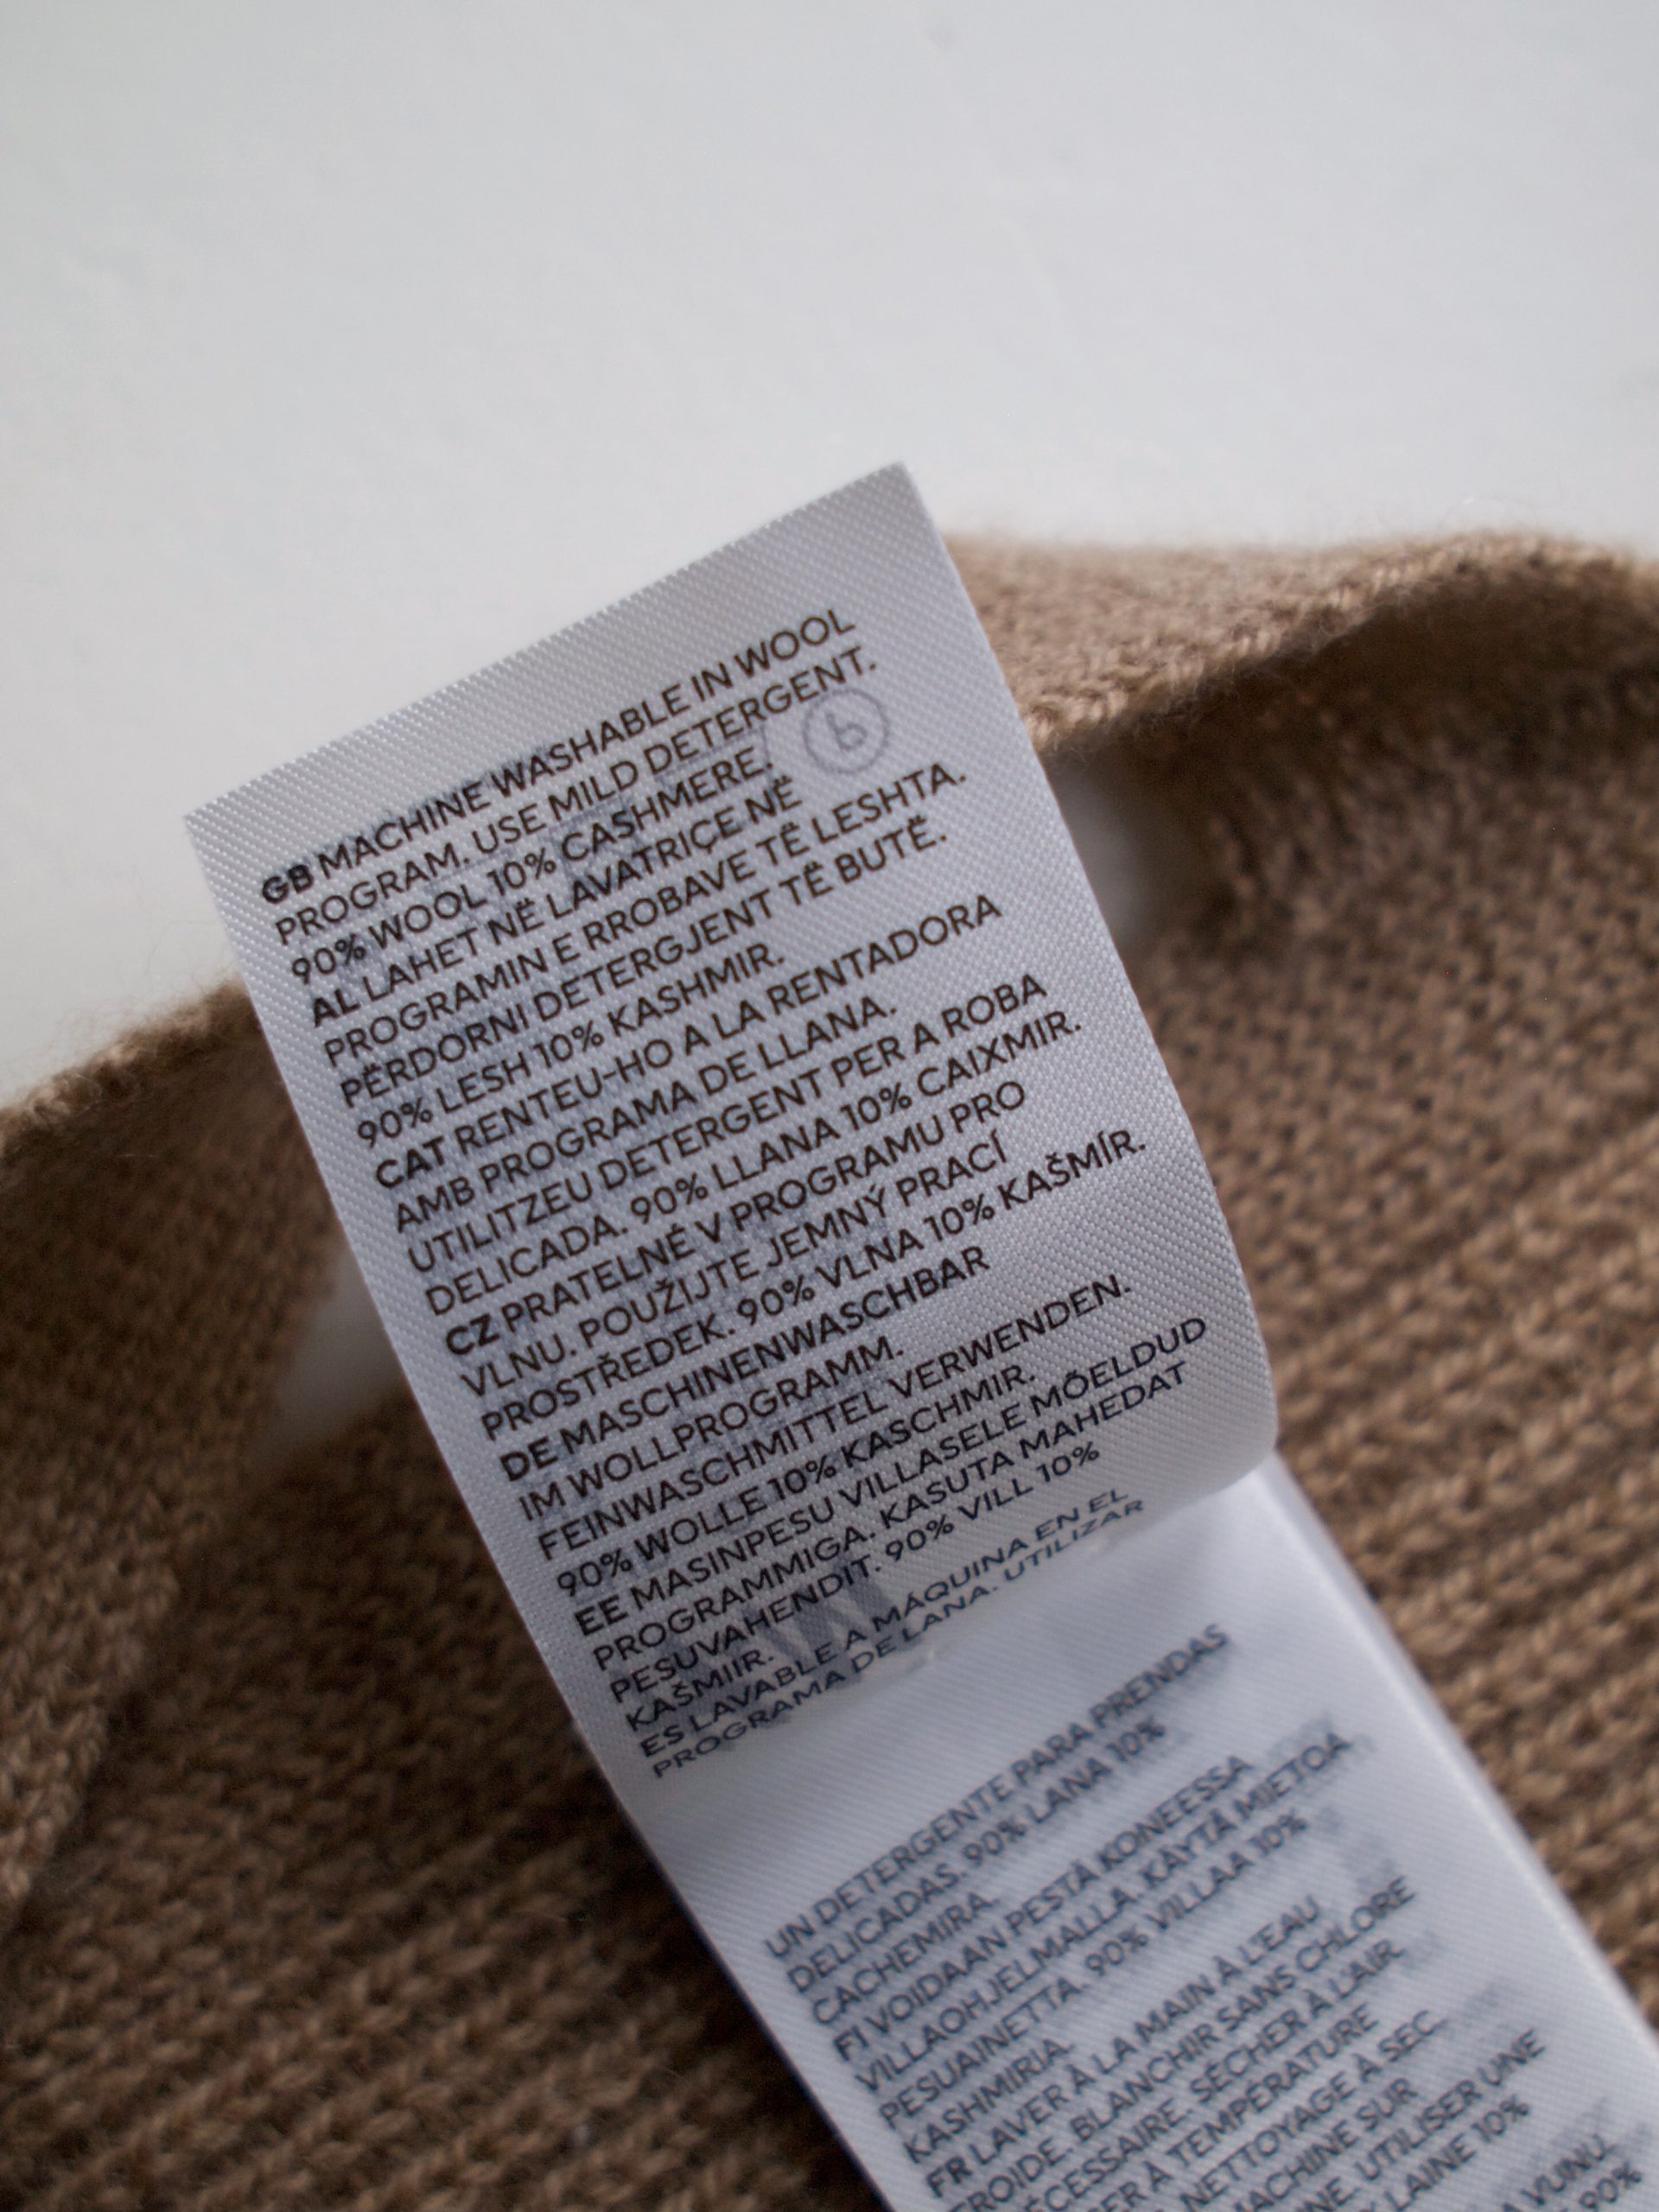 GB MACHINE WASHABLE IN WOOL
PROGRAM. USE MILD DETERGENT.
90% WOOL 10% CASHMERE.
AL LAHET NË LAVATRIÇE NË
PROGRAMIN E RROBAVE TË LESHTA.
PËRDORNI DETERGJENT TË BUTË.
90% LESH 10% KASHMIR.
CAT RENTEU-HO A LA RENTADORA
AMB PROGRAMA DE LLANA.
UTILITZEU DETERGENT PER A ROBA
DELICADA. 90% LLANA 10% CAIXMIR.
CZ PRATELNÉ V PROGRAMU PRO
VLNU. POUŽIJTE JEMNÝ PRACÍ
PROSTŘEDEK. 90% VLNA 10% KAŠMÍR.
DE MASCHINENWASCHBAR
IM WOLLPROGRAMM.
FEINWASCHMITTEL VERWENDEN.
90% WOLLE 10% KASCHMIR.
EE MASINPESU VILLASELE MÕELDUD
PROGRAMMIGA. KASUTA MAHEDAT
PESUVAHENDIT. 90% VILL 10%
KAŠMIIR.
ES LAVABLE A MÁQUINA EN EL
PROGRAMA DE LANA. UTILIZAR
UN DETERGENTE PARA PRENDAS
DELICADAS. 90% LANA 10%
CACHEMIRA.
FI VOIDAAN PESTÄ KONEESSA
VILLAOHJELMALLA. KÄYTÄ MIETOA
PESUAINETTA. 90% VILLAA 10%
KASHMIRIA.
FR LAVER À LA MAIN À L'EAU
FROIDE. BLANCHIR SANS CHLORE
SÉCHER À L'AIR
À TEMPÉRATURE
NETTOYAGE À SEC
MACHINE SUR
UTILISER UNE
LAINE 10%
VUNU
90%